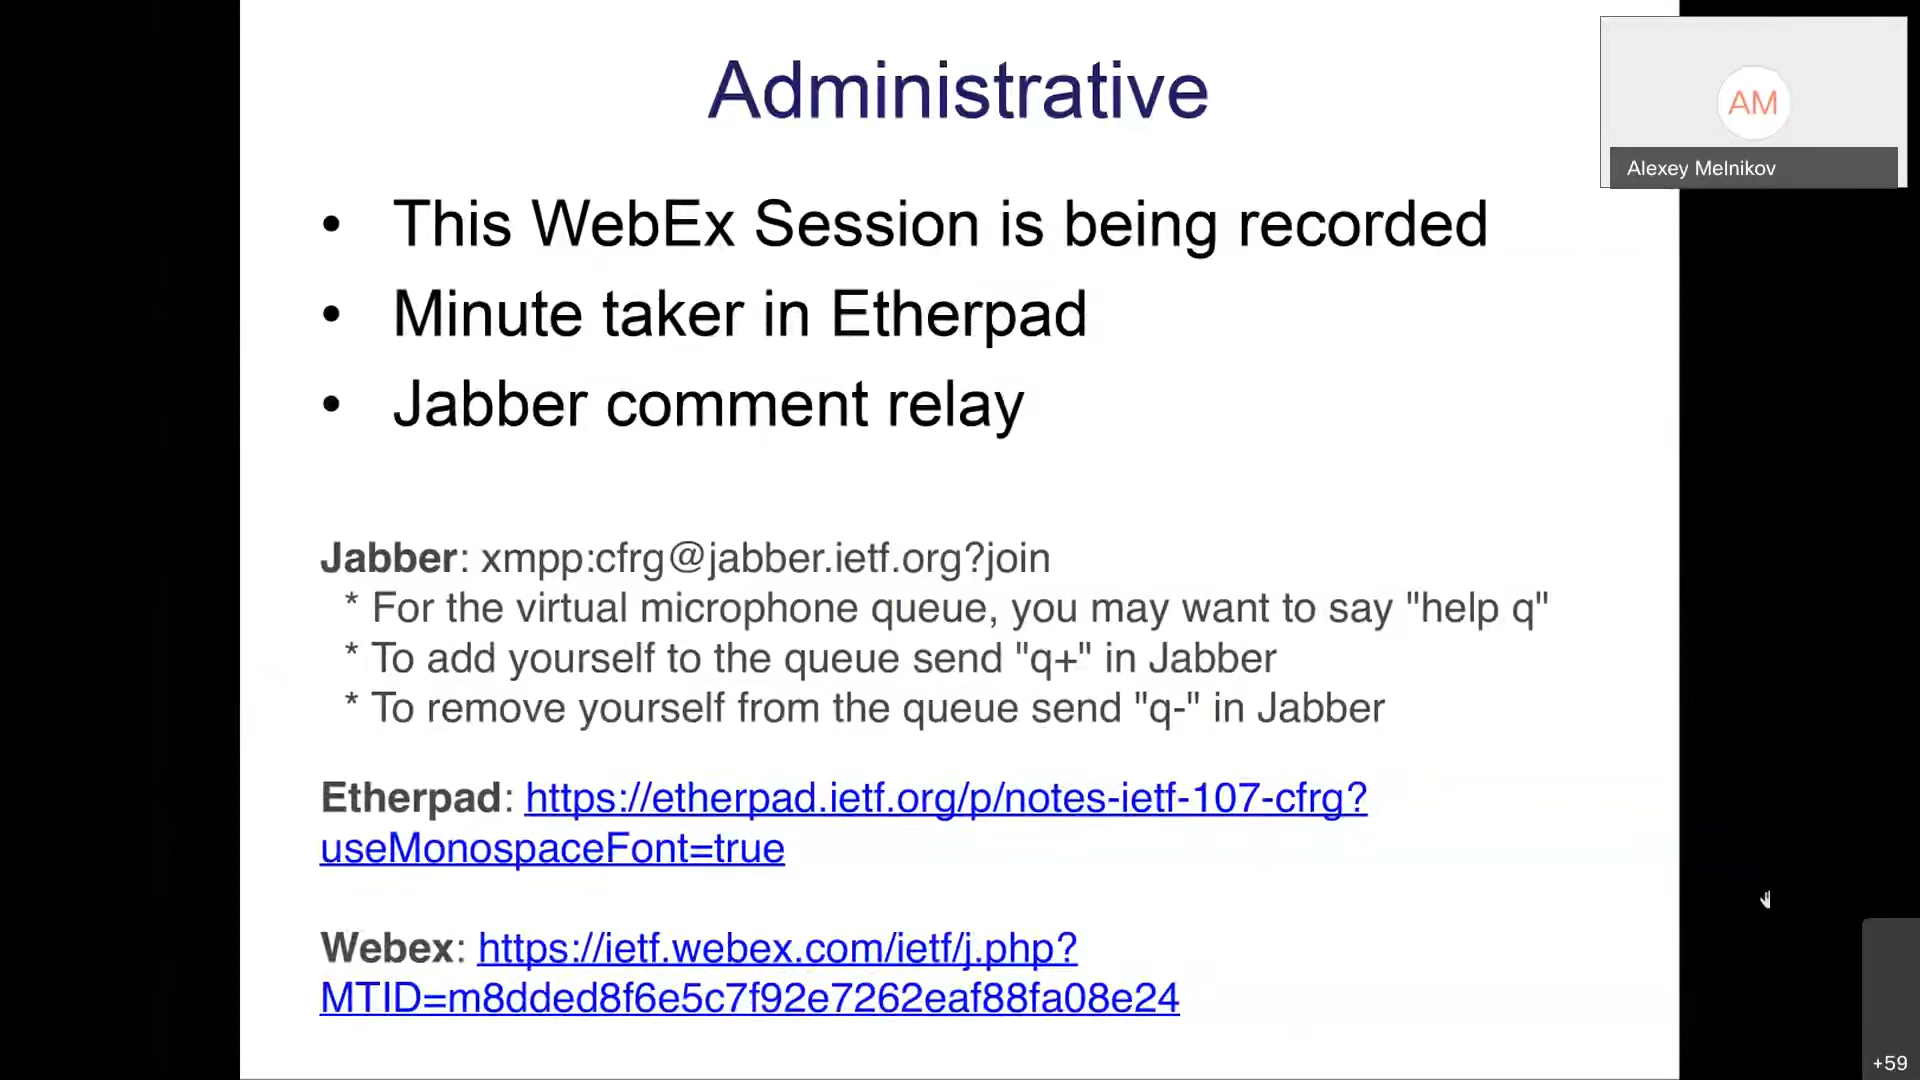 Administrative
AM
Alexey Melnikov
• This WebEx Session is being recorded
• Minute taker in Etherpad
• Jabber comment relay
Jabber: xmpp:cfrg@jabber.ietf.org?join
* For the virtual microphone queue, you may want to say "help q"
* To add yourself to the queue send "q+" in Jabber
* To remove yourself from the queue send "q-" in Jabber
Etherpad: https://etherpad.ietf.org/p/notes-ietf-107-cfrg?
useMonospaceFont=true
Webex: https://ietf.webex.com/ietf/j.php?
MTID=m8dded8f6e5c7f92e7262eaf88fa08e24
+59